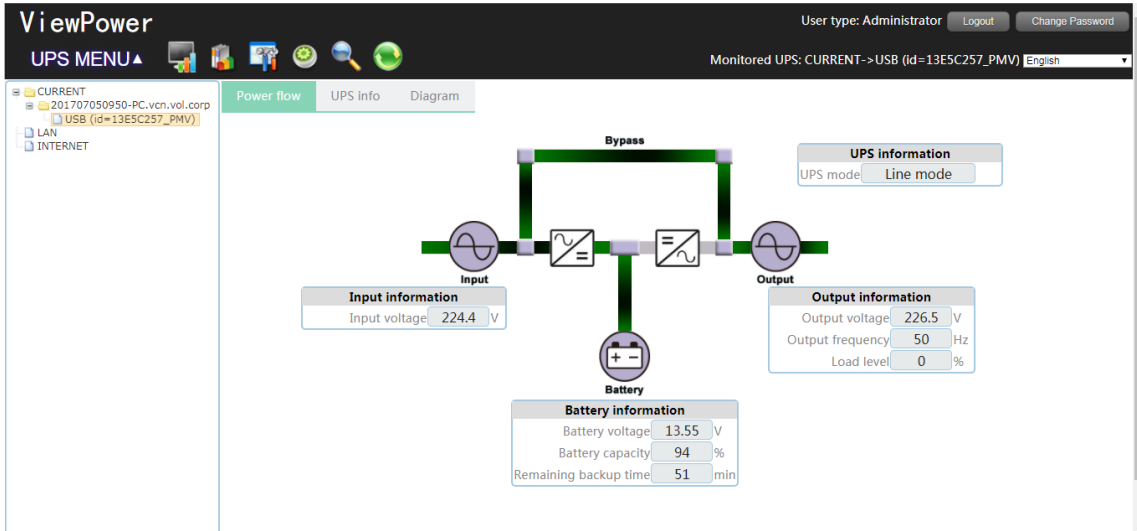 ViewPower
User type: Administrator Logout Change Password
UPS MENU▲
Monitored UPS: CURRENT->USB (id=13E5C257_PMV) English
CURRENT
201707050950-PC.vcn.vol.corp
USB (id=13E5C257_PMV)
LAN
INTERNET
Power flow UPS info Diagram
Bypass
UPS information
UPS mode Line mode
Input
Output
Input information
Input voltage 224.4 V
Output information
Output voltage 226.5 V
Output frequency 50 Hz
Load level 0 %
Battery
Battery information
Battery voltage 13.55 V
Battery capacity 94 %
Remaining backup time 51 min